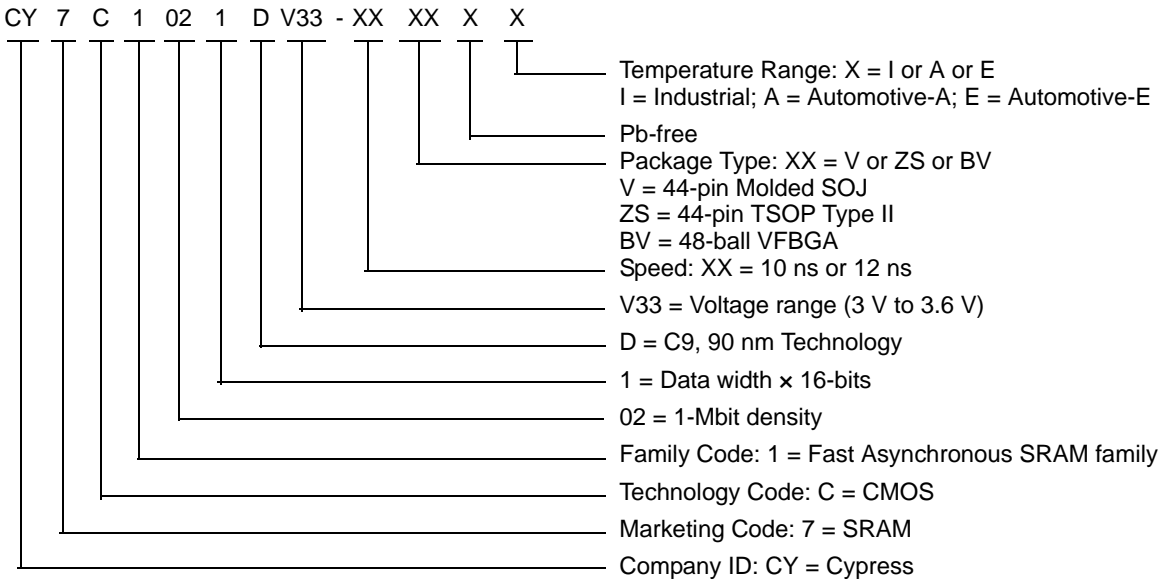 CY 7 C 1 02 1 D V33 - XX XX X X
Temperature Range: X = I or A or E
I = Industrial; A = Automotive-A; E = Automotive-E
Pb-free
Package Type: XX = V or ZS or BV
V = 44-pin Molded SOJ
ZS = 44-pin TSOP Type II
BV = 48-ball VFBGA
Speed: XX = 10 ns or 12 ns
V33 = Voltage range (3 V to 3.6 V)
D = C9, 90 nm Technology
1 = Data width × 16-bits
02 = 1-Mbit density
Family Code: 1 = Fast Asynchronous SRAM family
Technology Code: C = CMOS
Marketing Code: 7 = SRAM
Company ID: CY = Cypress